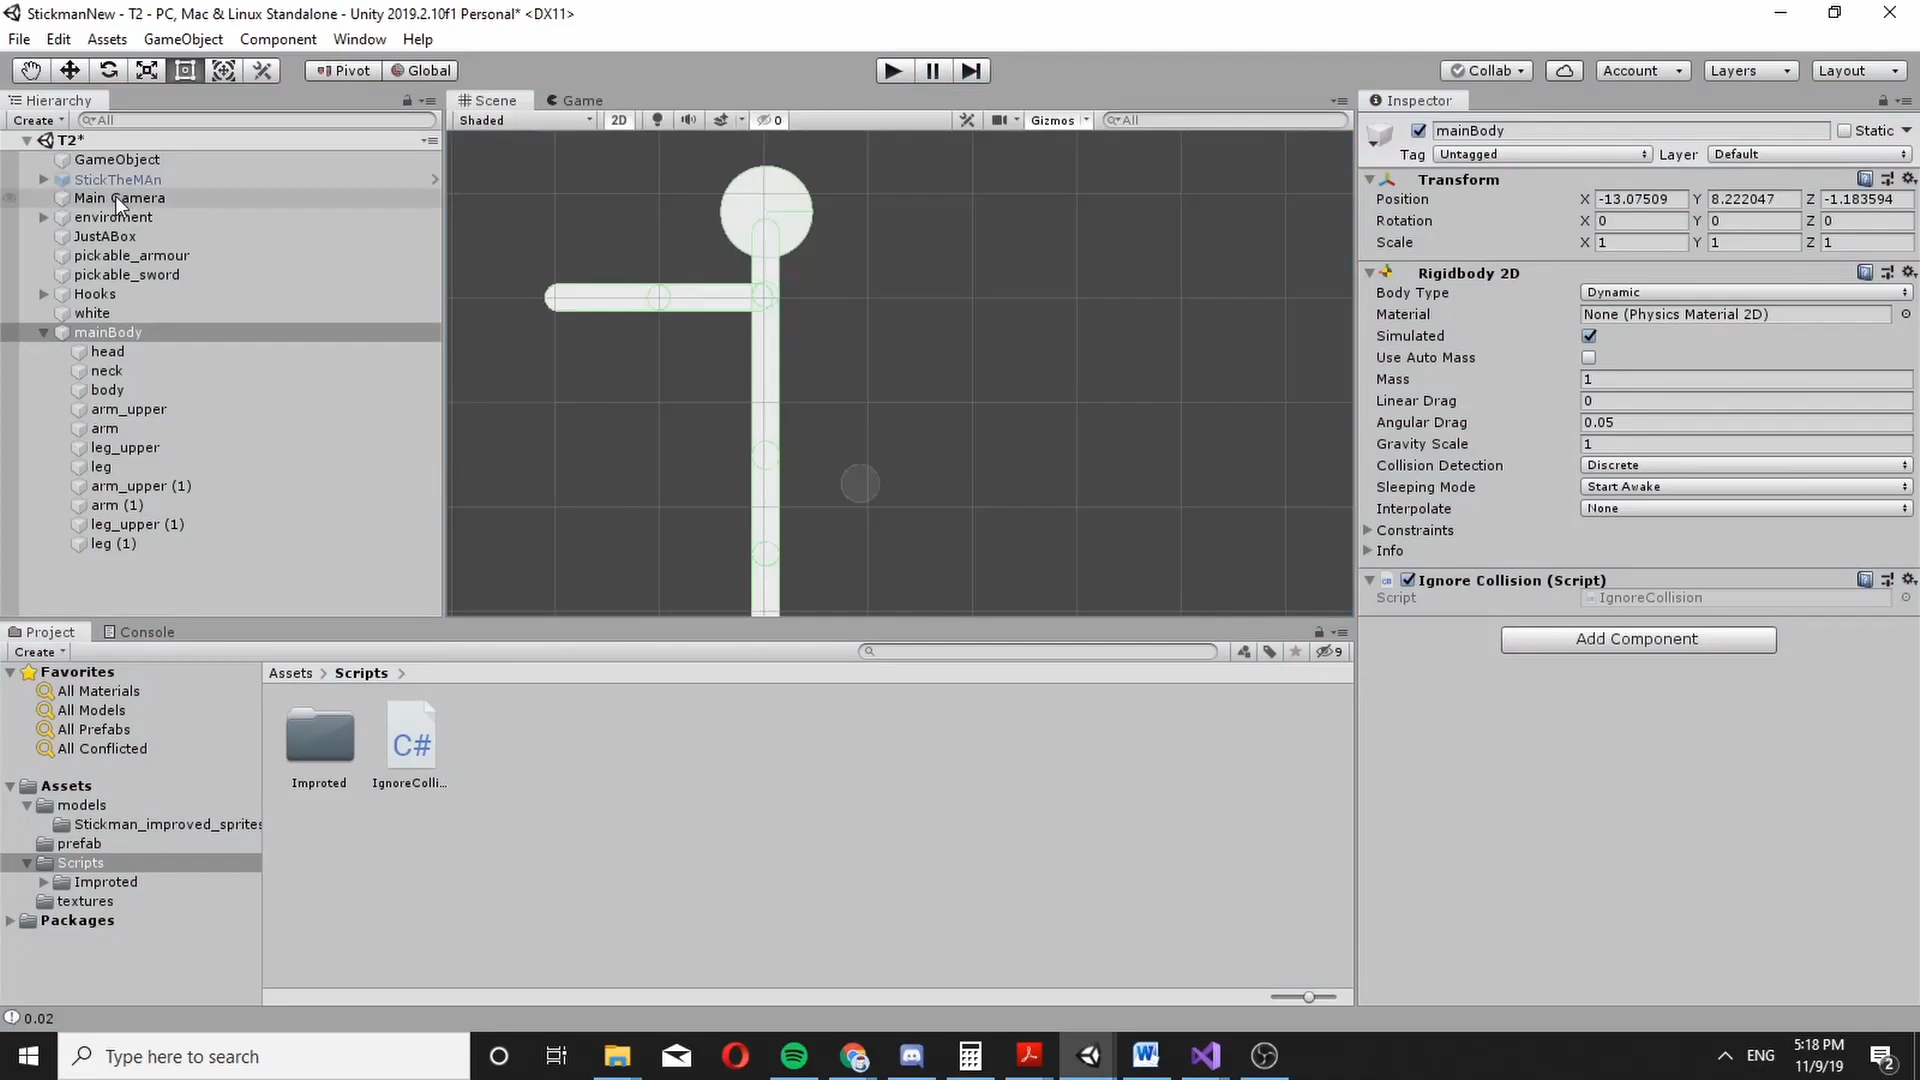 StickmanNew - T2 - PC, Mac & Linux Standalone - Unity 2019.2.10f1 Personal* <DX11>
File Edit Assets GameObject Component Window Help
Pivot Global Collab Account Layers Layout
Hierarchy
Create All
T2*
GameObject
StickTheMAn
Main Camera
enviroment
JustABox
pickable_armour
pickable_sword
Hooks
white
mainBody
head
neck
body
arm_upper
arm
leg_upper
leg
arm_upper (1)
arm (1)
leg_upper (1)
leg (1)
Scene Game
Shaded 2D 0 Gizmos All
Inspector
mainBody Static
Tag Untagged Layer Default
Transform
Position X -13.07509 Y 8.222047 Z -1.183594
Rotation X 0 Y 0 Z 0
Scale X 1 Y 1 Z 1
Rigidbody 2D
Body Type Dynamic
Material None (Physics Material 2D)
Simulated
Use Auto Mass
Mass 1
Linear Drag 0
Angular Drag 0.05
Gravity Scale 1
Collision Detection Discrete
Sleeping Mode Start Awake
Interpolate None
Constraints
Info
Ignore Collision (Script)
Script IgnoreCollision
Add Component
Project Console
Create 9
Favorites
All Materials
All Models
All Prefabs
All Conflicted
Assets
models
Stickman_improved_sprites
prefab
Scripts
Improted
textures
Packages
Assets > Scripts >
C#
Improted IgnoreColli...
0.02
Type here to search
ENG
5:18 PM
11/9/19
2